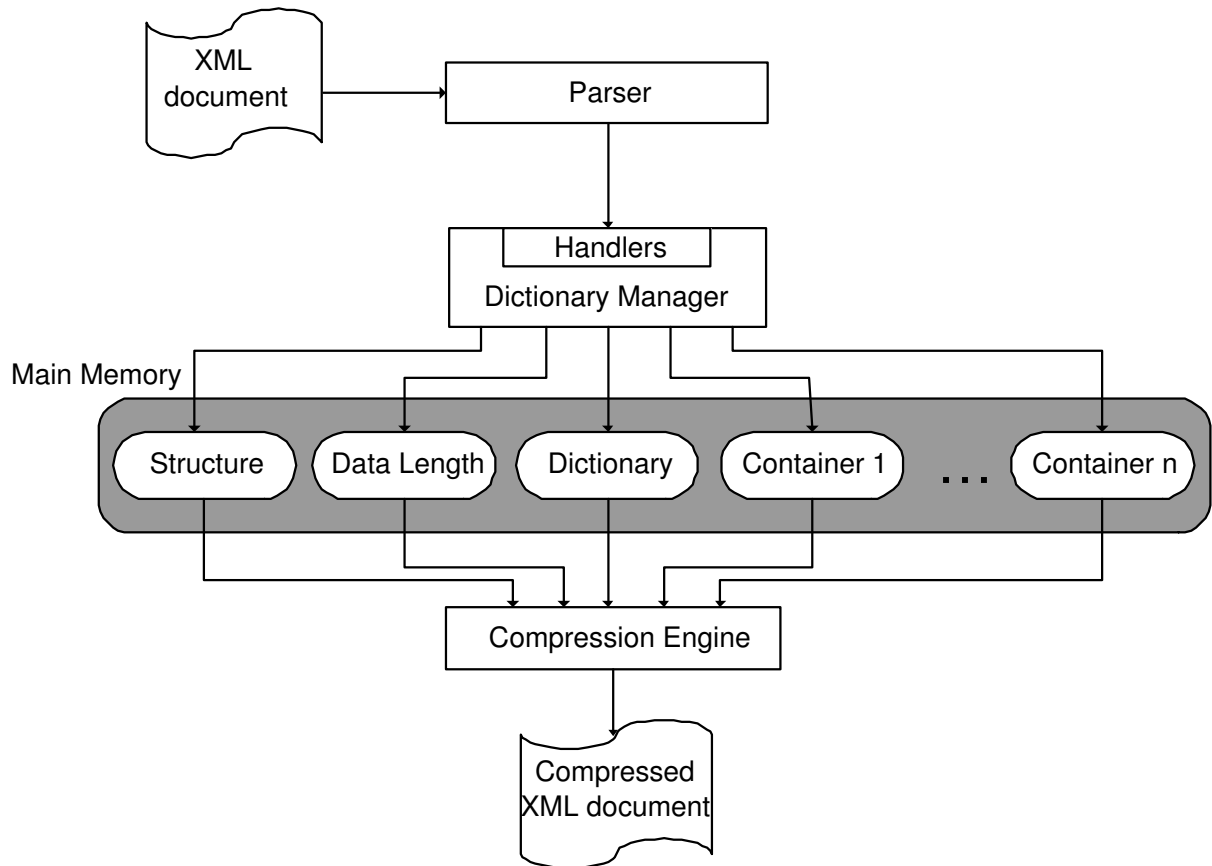 XML
document
Parser
Handlers
Dictionary Manager
Main Memory
Structure
Data Length
Dictionary
Container 1
. . .
Container n
Compression Engine
Compressed
XML document